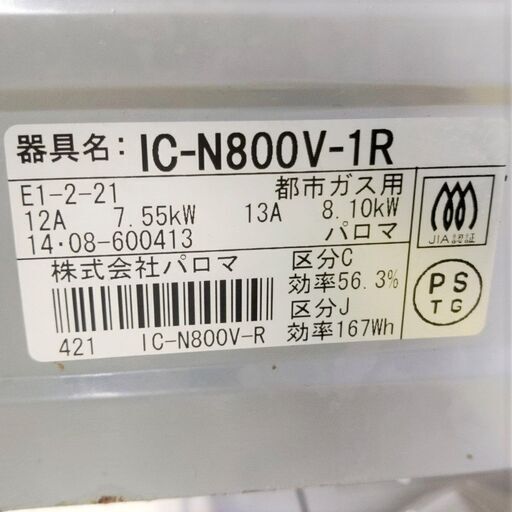 器具名: IC-N800V-1R
E1-2-21 都市ガス用
12A 7.55kW 13A 8.10kW
14・08-600413 パロマ
JIA認証
株式会社パロマ 区分C
効率56.3%
区分J
421 IC-N800V-R 効率167Wh
PS
TG